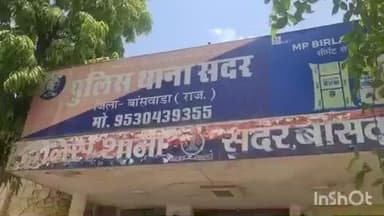 पुलिस थाना सदर
जिला- बांसवाडा (राज.)
मो. 9530439355
MP BIRLA
सीमेंट
पुलिस थाना सदर बांसवा
InShOt